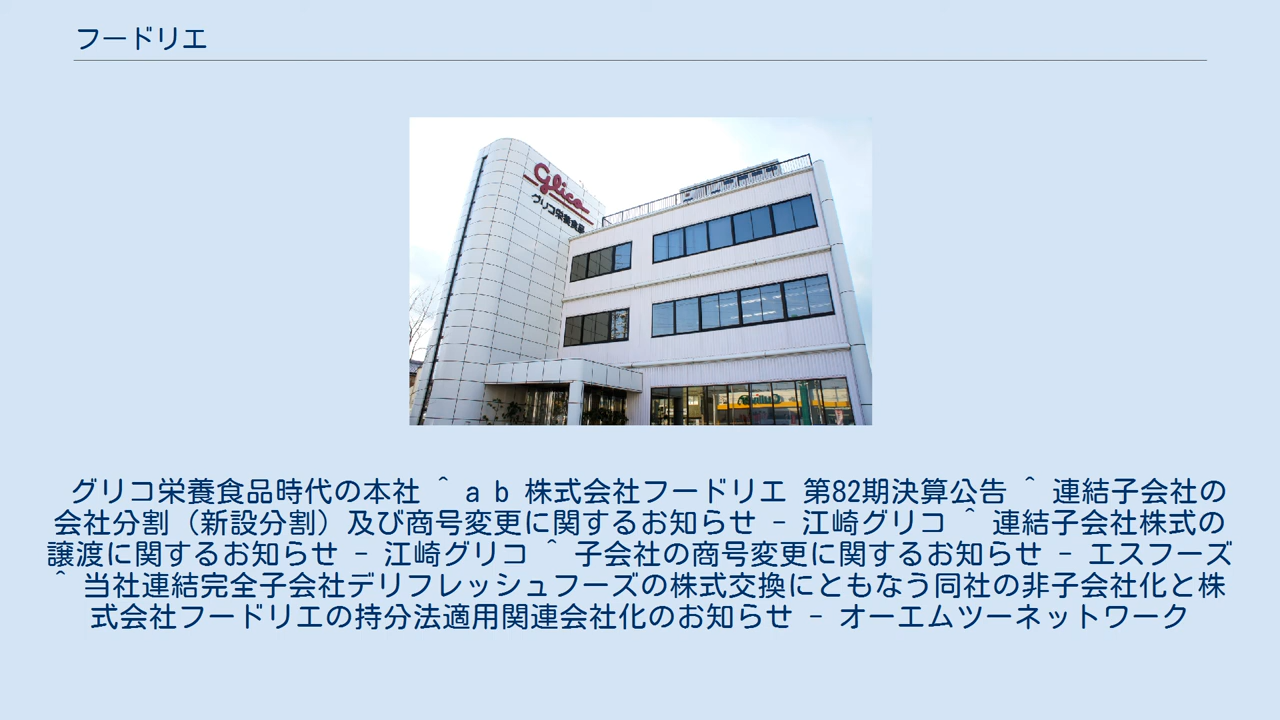 フードリエ
Glico
グリコ栄養食品
グリコ栄養食品時代の本社 ^ a b 株式会社フードリエ 第82期決算公告 ^ 連結子会社の
会社分割（新設分割）及び商号変更に関するお知らせ - 江崎グリコ ^ 連結子会社株式の
譲渡に関するお知らせ - 江崎グリコ ^ 子会社の商号変更に関するお知らせ - エスフーズ
^ 当社連結完全子会社デリフレッシュフーズの株式交換にともなう同社の非子会社化と株
式会社フードリエの持分法適用関連会社化のお知らせ - オーエムツーネットワーク